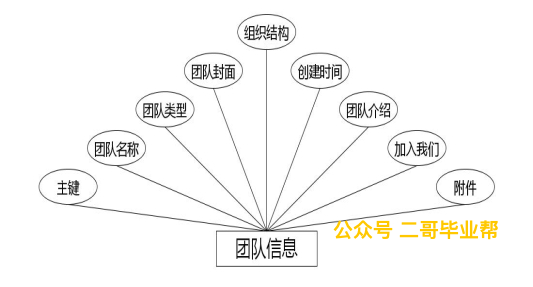 组织结构
团队封面
创建时间
团队类型
团队介绍
团队名称
加入我们
主键
附件
公众号 二哥毕业帮
团队信息